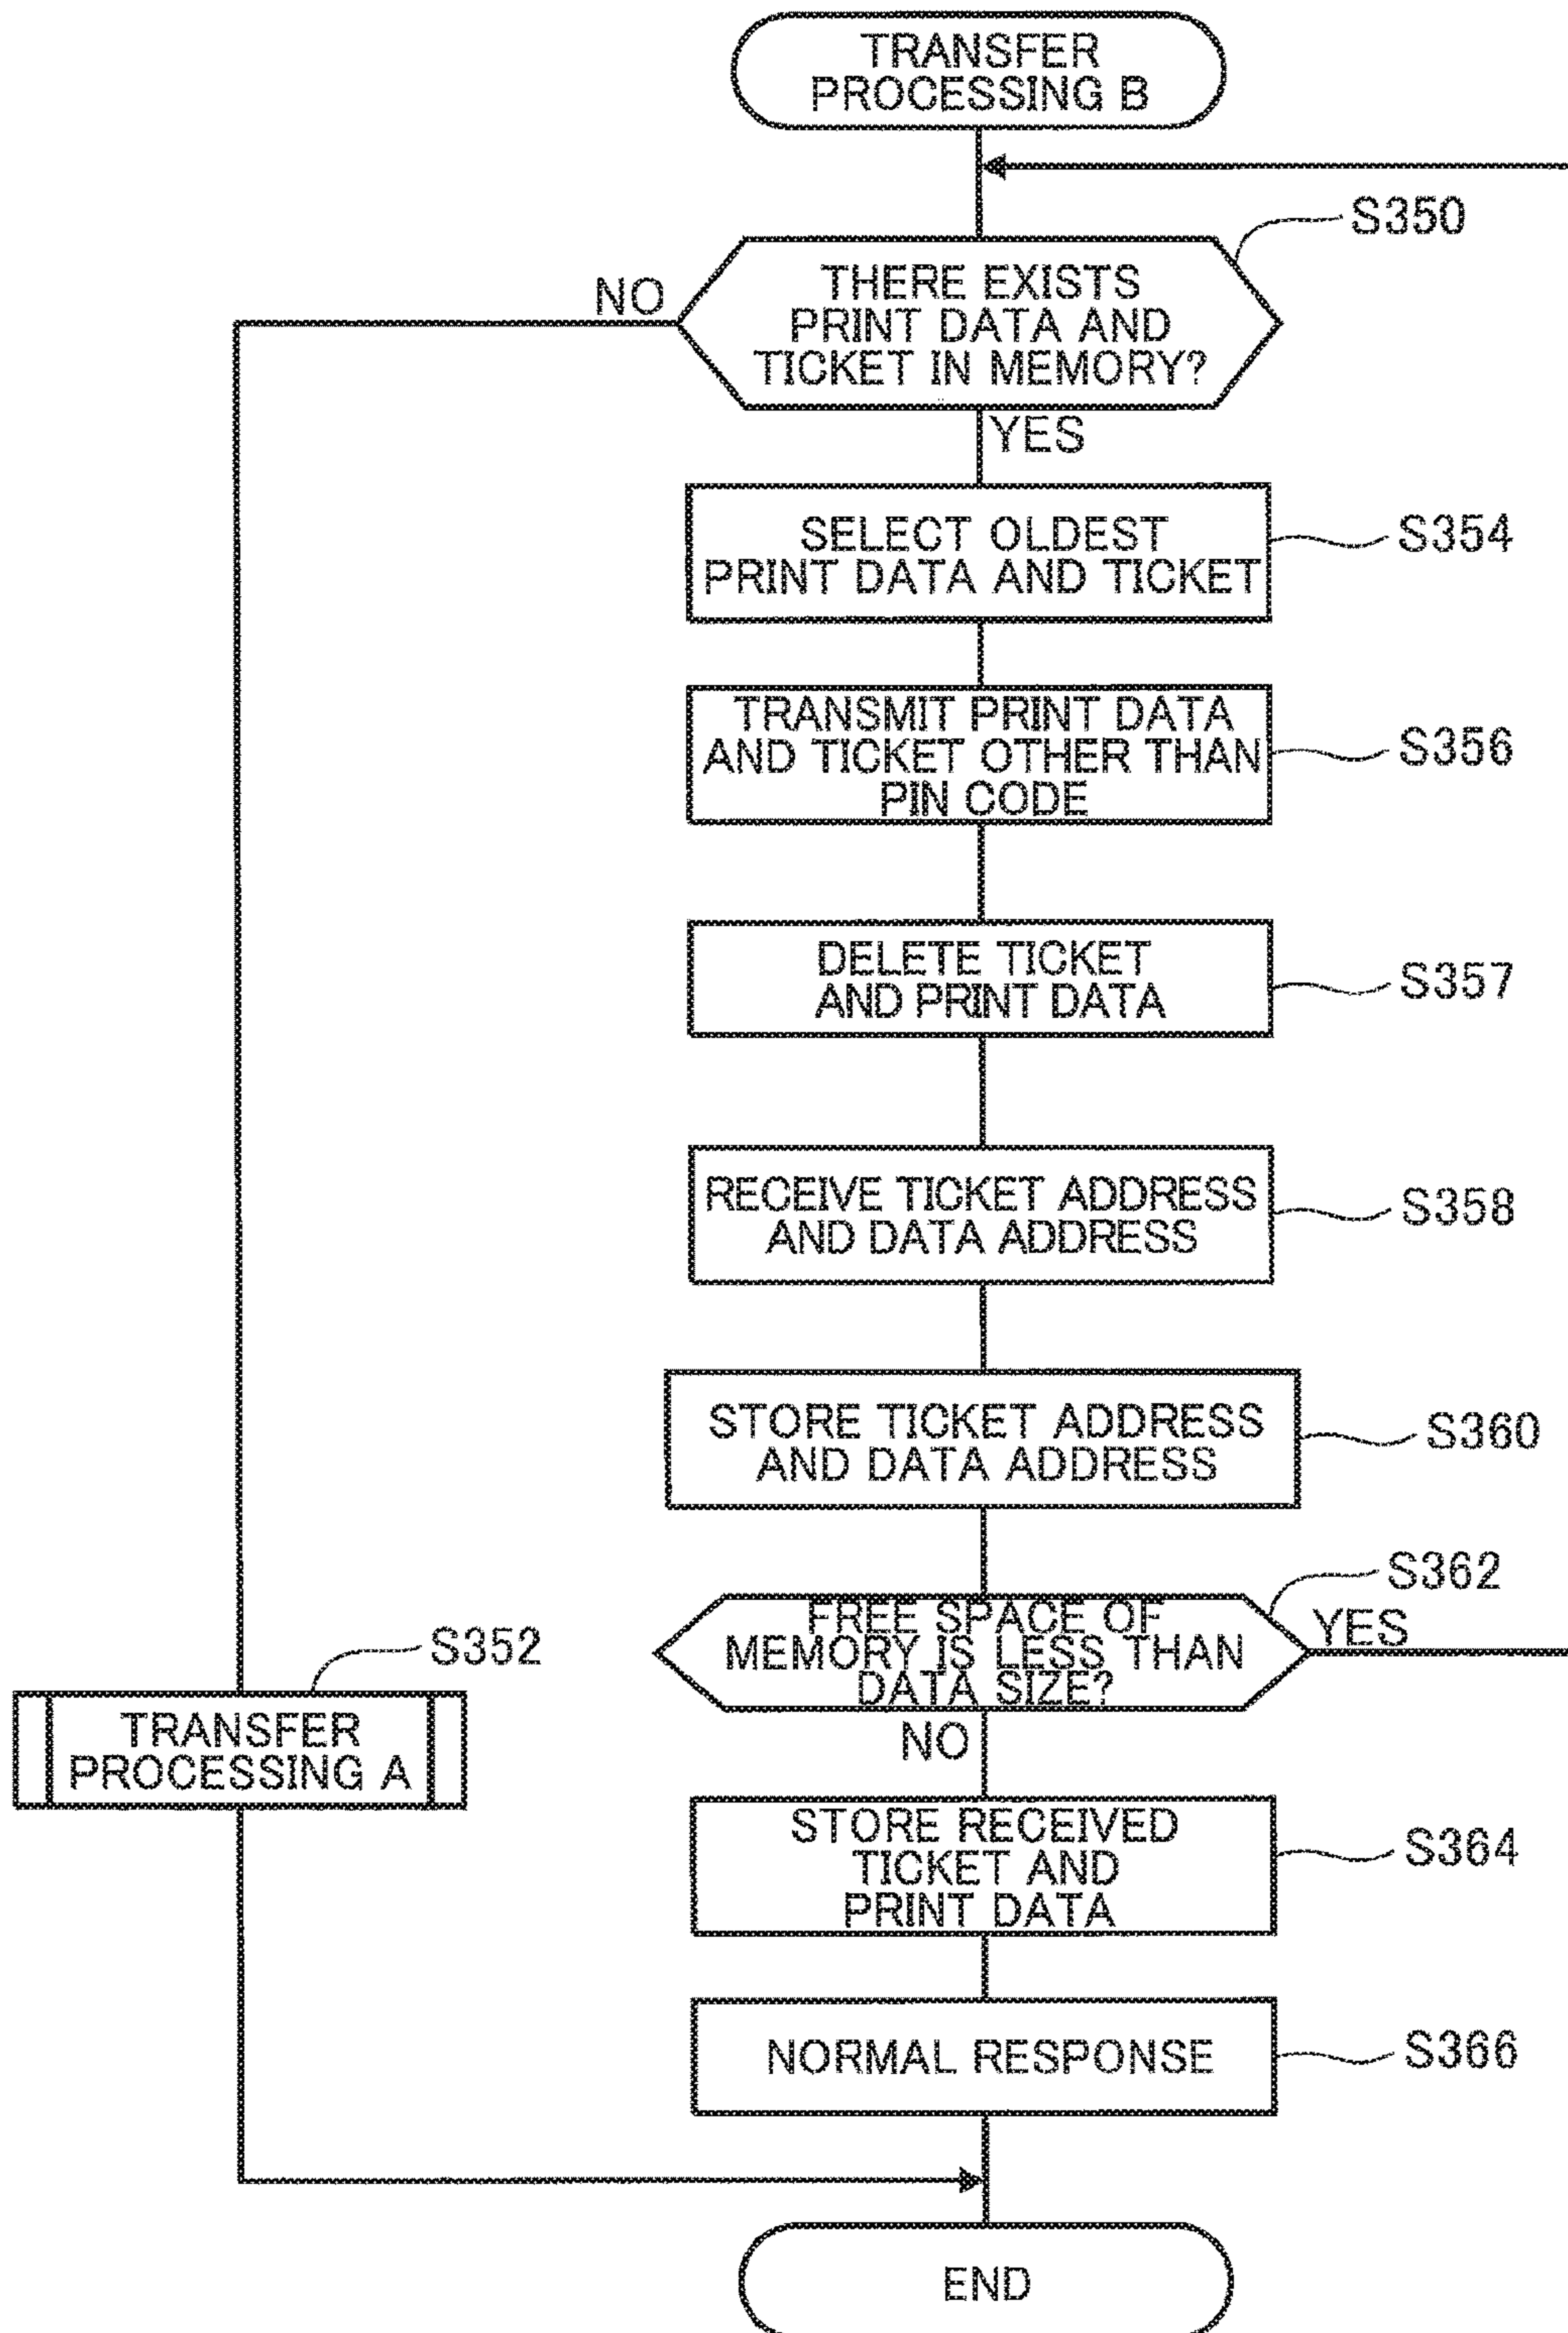 TRANSFER
PROCESSING B
S350
NO
THERE EXISTS
PRINT DATA AND
TICKET IN MEMORY?
YES
SELECT OLDEST
PRINT DATA AND TICKET
S354
TRANSMIT PRINT DATA
AND TICKET OTHER THAN
PIN CODE
S356
DELETE TICKET
AND PRINT DATA
S357
RECEIVE TICKET ADDRESS
AND DATA ADDRESS
S358
STORE TICKET ADDRESS
AND DATA ADDRESS
S360
S362
FREE SPACE OF
MEMORY IS LESS THAN
DATA SIZE?
YES
NO
S352
TRANSFER
PROCESSING A
STORE RECEIVED
TICKET AND
PRINT DATA
S364
NORMAL RESPONSE
S366
END